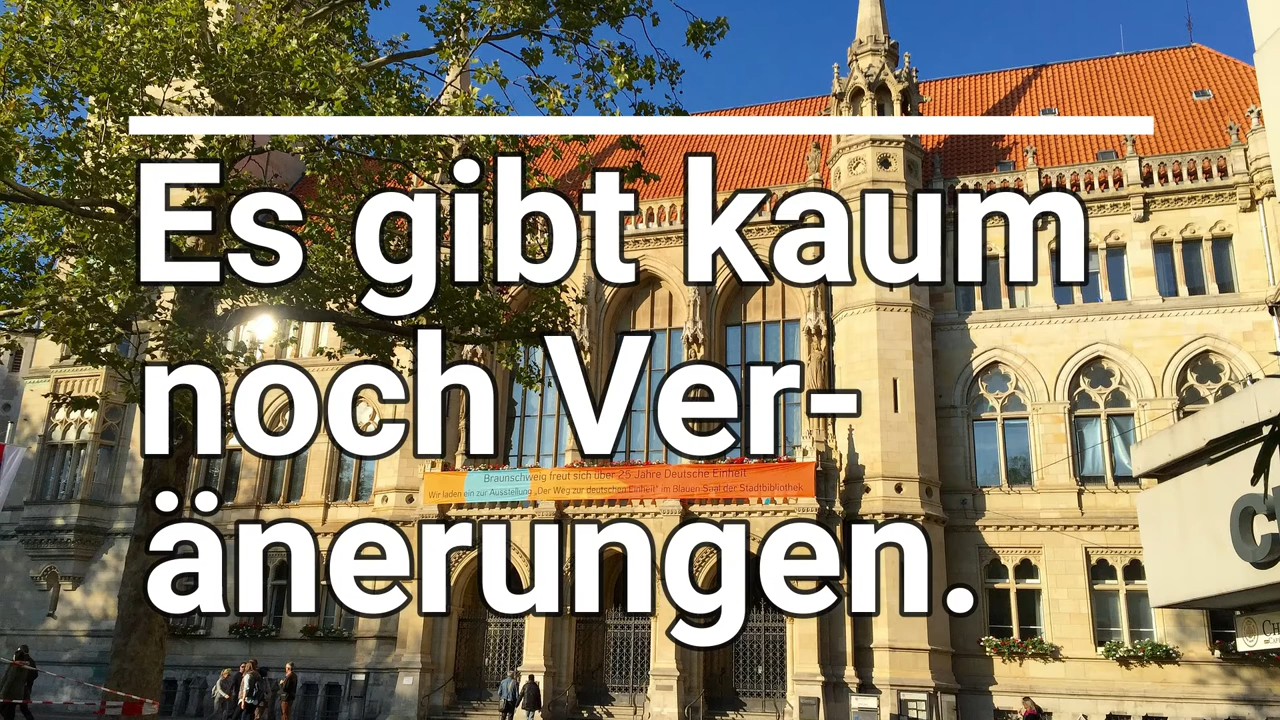 Es gibt kaum
noch Ver-
änerungen.
Braunschweig freut sich über 25 Jahre Deutsche Einheit
Wir laden ein zur Ausstellung „Der Weg zur deutschen Einheit" im Blauen Saal der Stadtbibliothek
C
CH